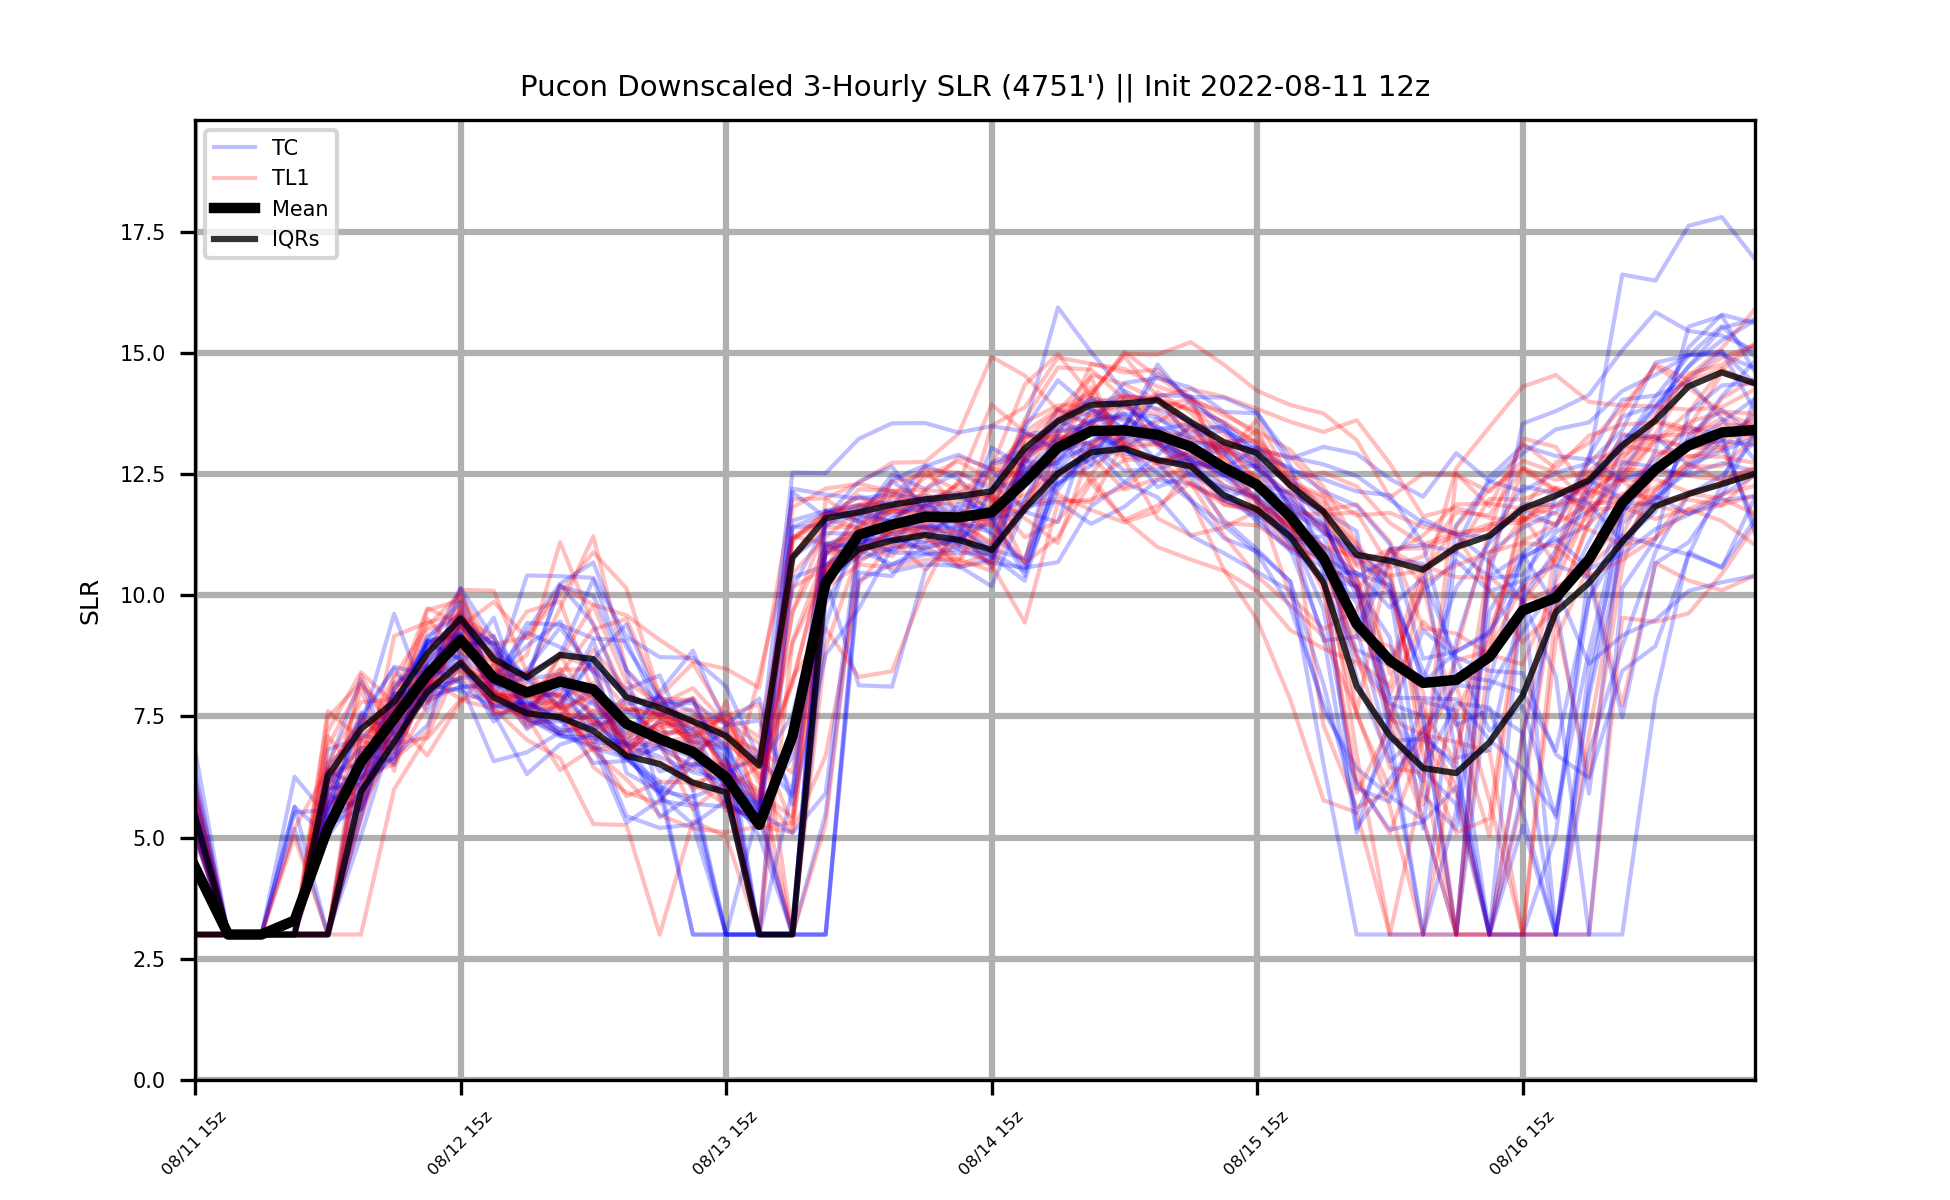 Pucon Downscaled 3-Hourly SLR (4751') || Init 2022-08-11 12z
TC
TL1
Mean
IQRs
SLR
17.5
15.0
12.5
10.0
7.5
5.0
2.5
0.0
08/11 15z
08/12 15z
08/13 15z
08/14 15z
08/15 15z
08/16 15z